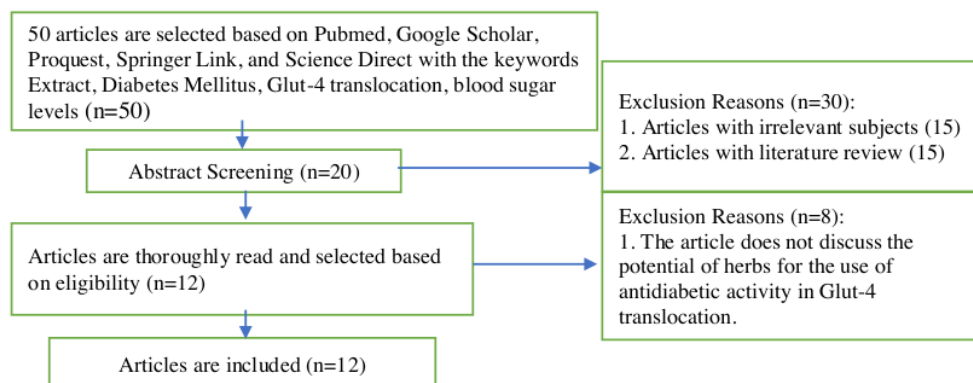 50 articles are selected based on Pubmed, Google Scholar,
Proquest, Springer Link, and Science Direct with the keywords
Extract, Diabetes Mellitus, Glut-4 translocation, blood sugar
levels (n=50)
Exclusion Reasons (n=30):
1. Articles with irrelevant subjects (15)
2. Articles with literature review (15)
Abstract Screening (n=20)
Exclusion Reasons (n=8):
1. The article does not discuss the
potential of herbs for the use of
antidiabetic activity in Glut-4
translocation.
Articles are thoroughly read and selected based
on eligibility (n=12)
Articles are included (n=12)